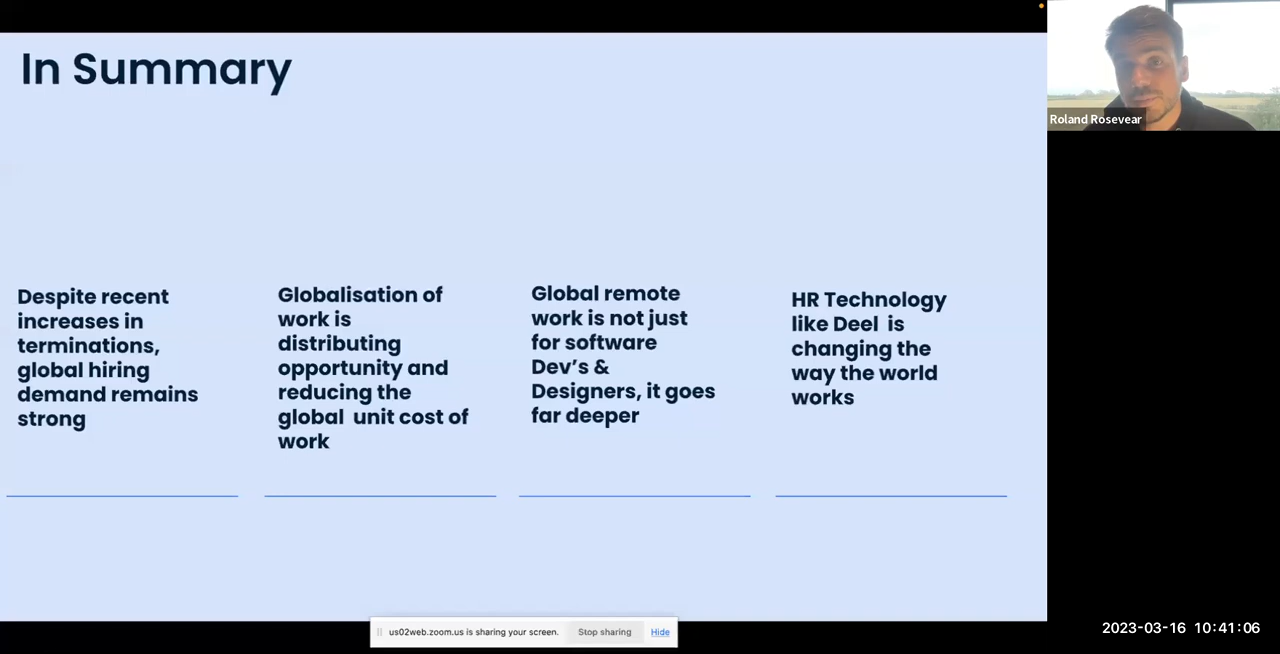 In Summary
Roland Rosevear
Despite recent
increases in
terminations,
global hiring
demand remains
strong
Globalisation of
work is
distributing
opportunity and
reducing the
global  unit cost of
work
Global remote
work is not just
for software
Dev’s &
Designers, it goes
far deeper
HR Technology
like Deel  is
changing the
way the world
works
us02web.zoom.us is sharing your screen. Stop sharing Hide
2023-03-16 10:41:06